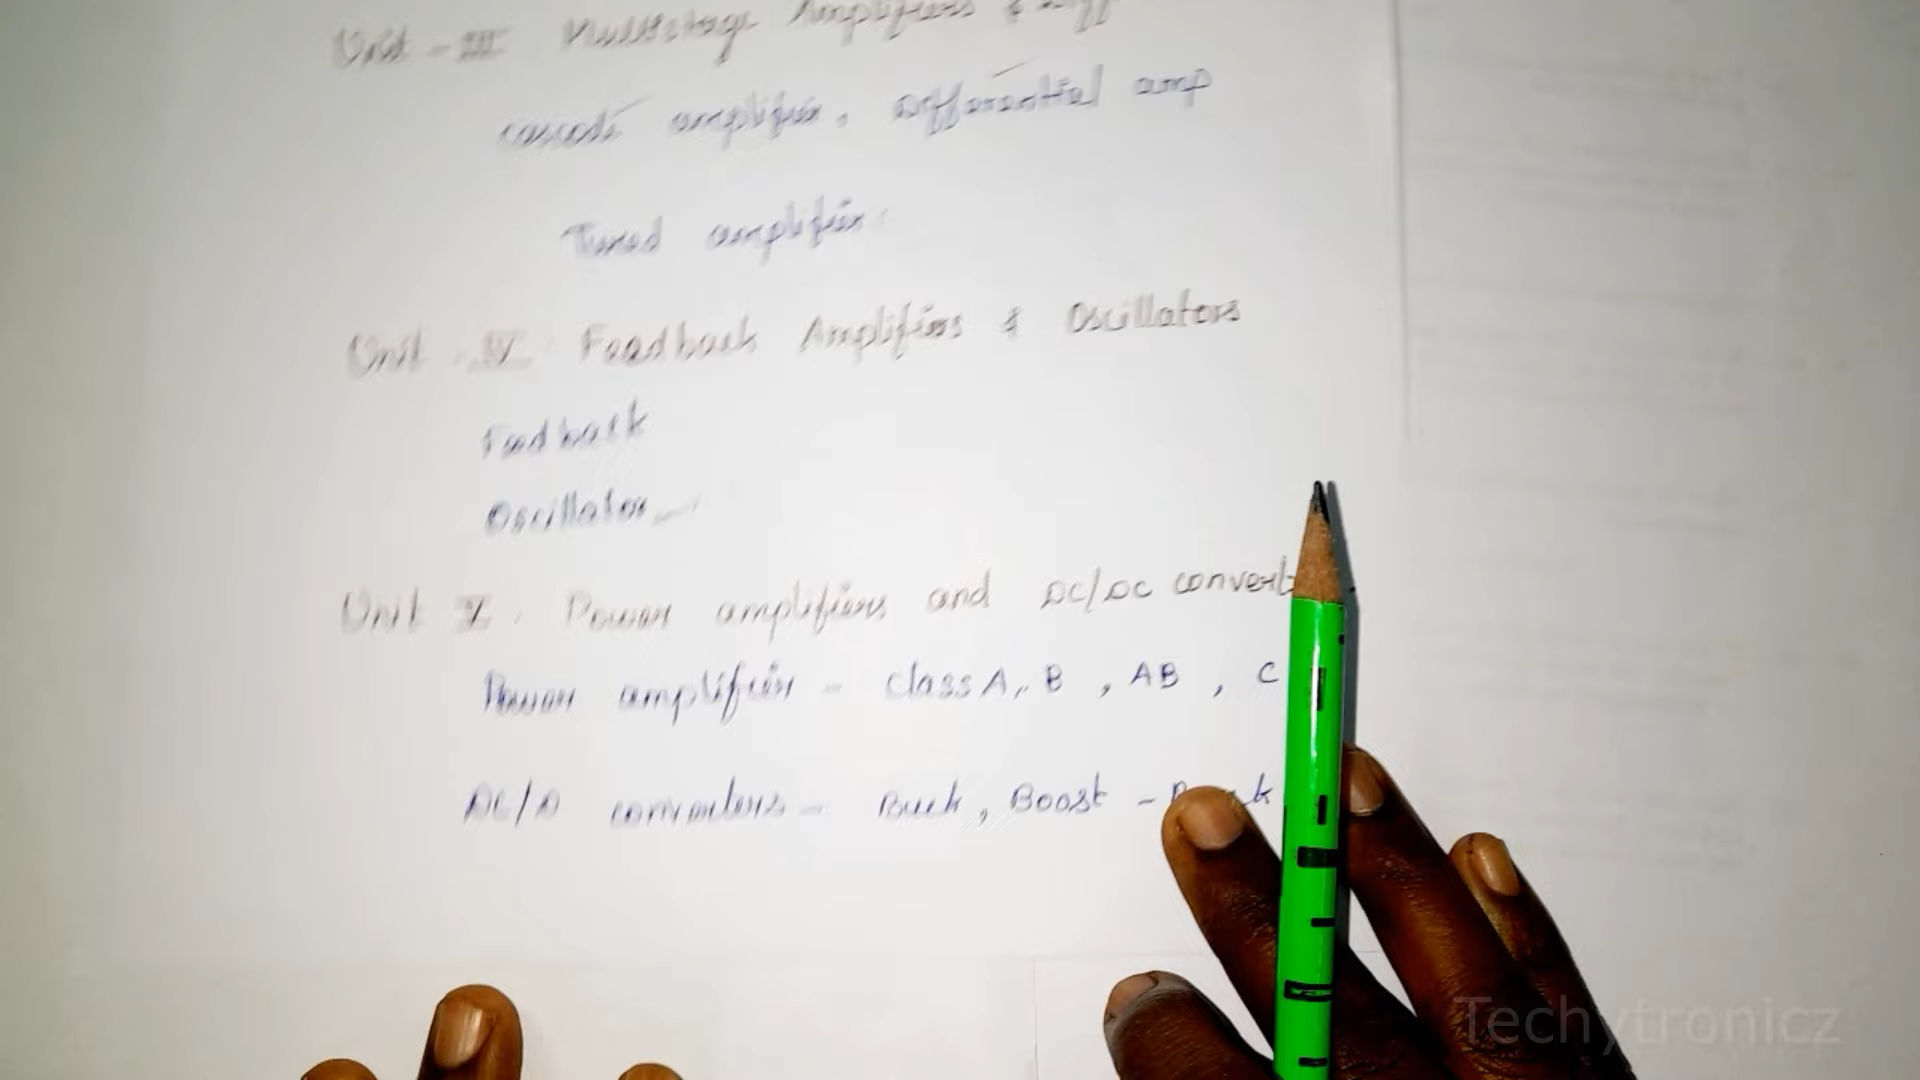 Unit - III Multistage Amplifiers &
cascode amplifier, Differential amp
Tuned amplifier.
Unit - IV Feedback Amplifiers & Oscillators
Feedback
Oscillator
Unit V. Power amplifiers and DC/DC convert
Power amplifier - class A, B, AB, C
DC/D converters - Buck, Boost -
Techytronicz